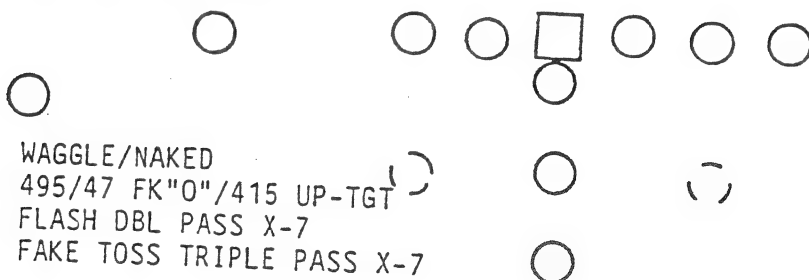 WAGGLE/NAKED
495/47 FK"O"/415 UP-TGT
FLASH DBL PASS X-7
FAKE TOSS TRIPLE PASS X-7